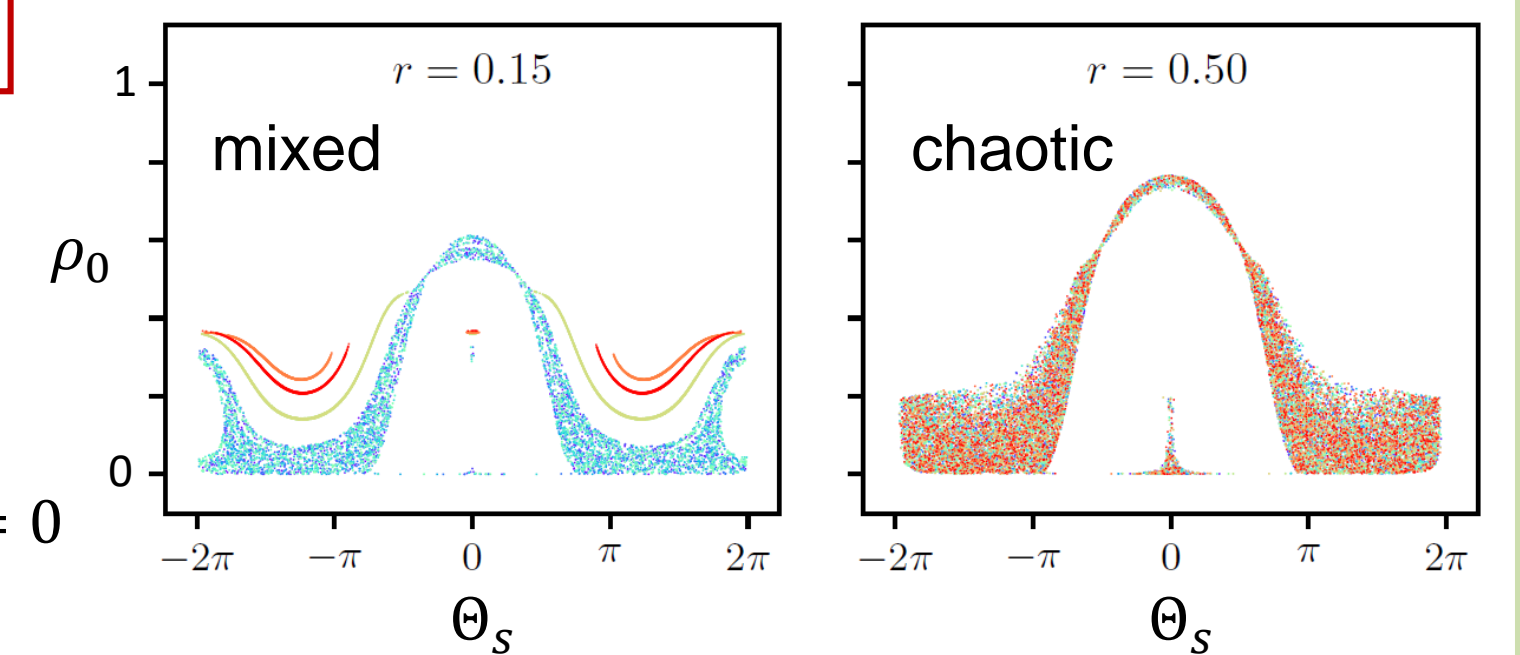 r = 0.15
mixed
1
ρ₀
0
= 0
−2π −π 0 π 2π
Θₛ
r = 0.50
chaotic
−2π −π 0 π 2π
Θₛ